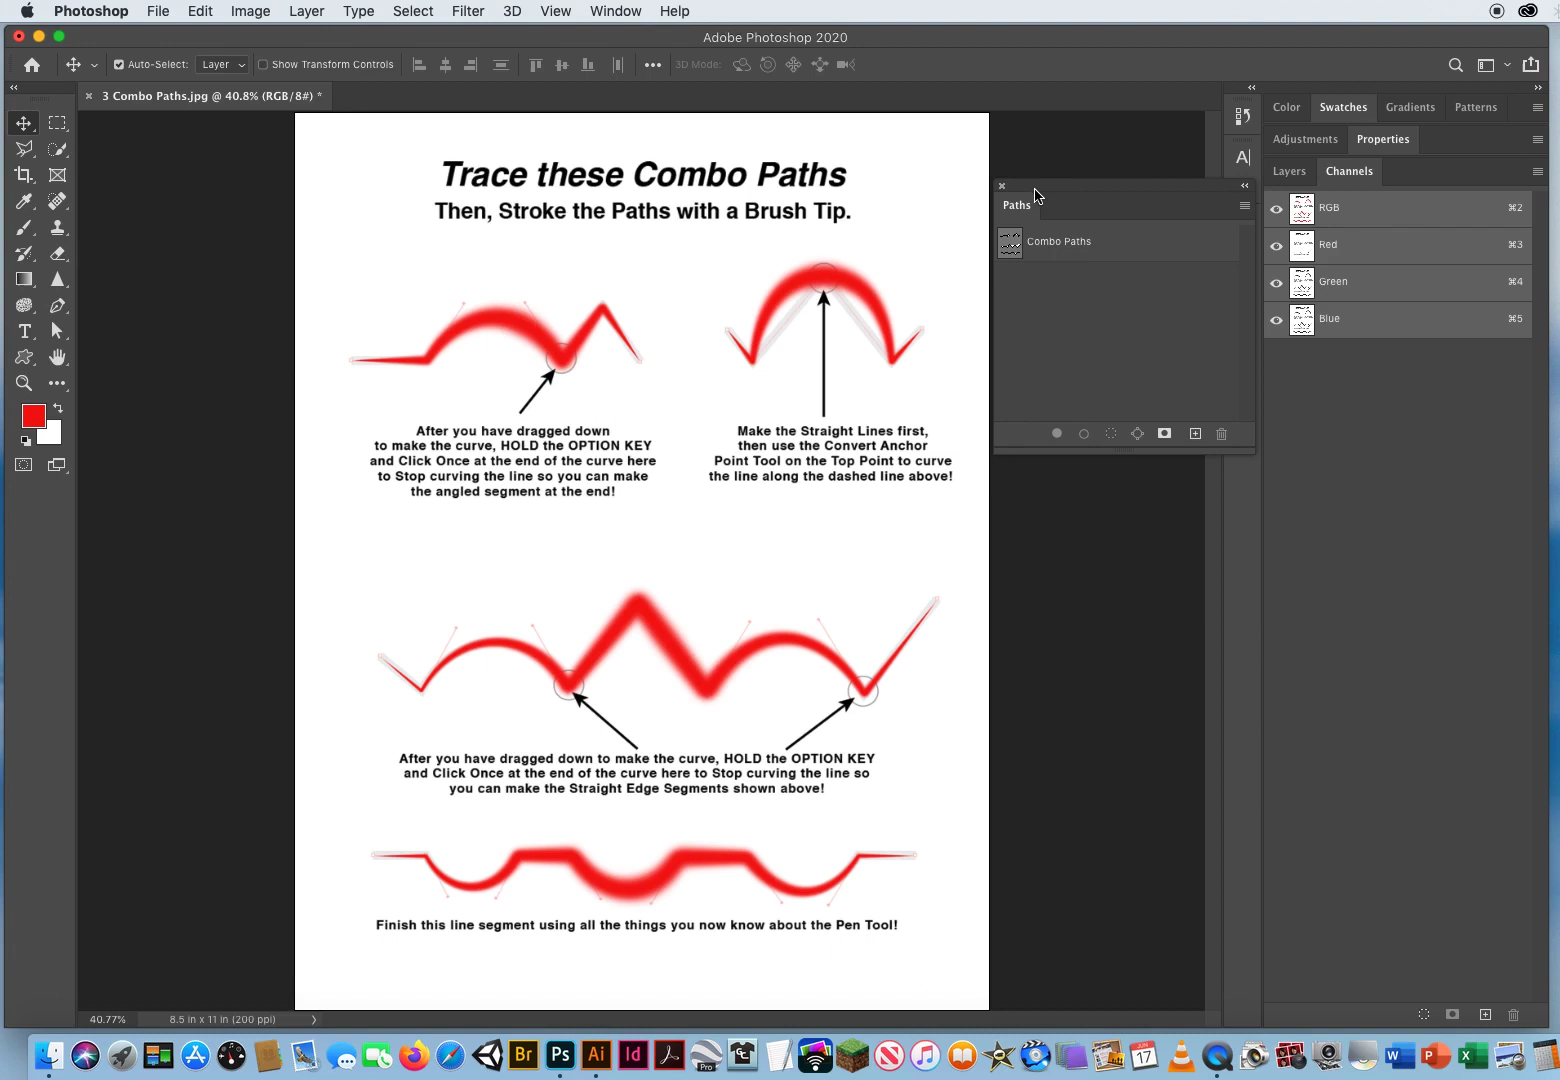 Photoshop File Edit Image Layer Type Select Filter 3D View Window Help
Adobe Photoshop 2020
Auto-Select: Layer Show Transform Controls 3D Mode:
3 Combo Paths.jpg @ 40.8% (RGB/8#) *
Color Swatches Gradients Patterns
Adjustments Properties
Layers Channels
RGB ⌘2
Red ⌘3
Green ⌘4
Blue ⌘5
Paths
Combo Paths
Trace these Combo Paths
Then, Stroke the Paths with a Brush Tip.
After you have dragged down
to make the curve, HOLD the OPTION KEY
and Click Once at the end of the curve here
to Stop curving the line so you can make
the angled segment at the end!
Make the Straight Lines first,
then use the Convert Anchor
Point Tool on the Top Point to curve
the line along the dashed line above!
After you have dragged down to make the curve, HOLD the OPTION KEY
and Click Once at the end of the curve here to Stop curving the line so
you can make the Straight Edge Segments shown above!
Finish this line segment using all the things you now know about the Pen Tool!
40.77% 8.5 in x 11 in (200 ppi)
Br Ps Ai Id Pro JUN 17 W P X